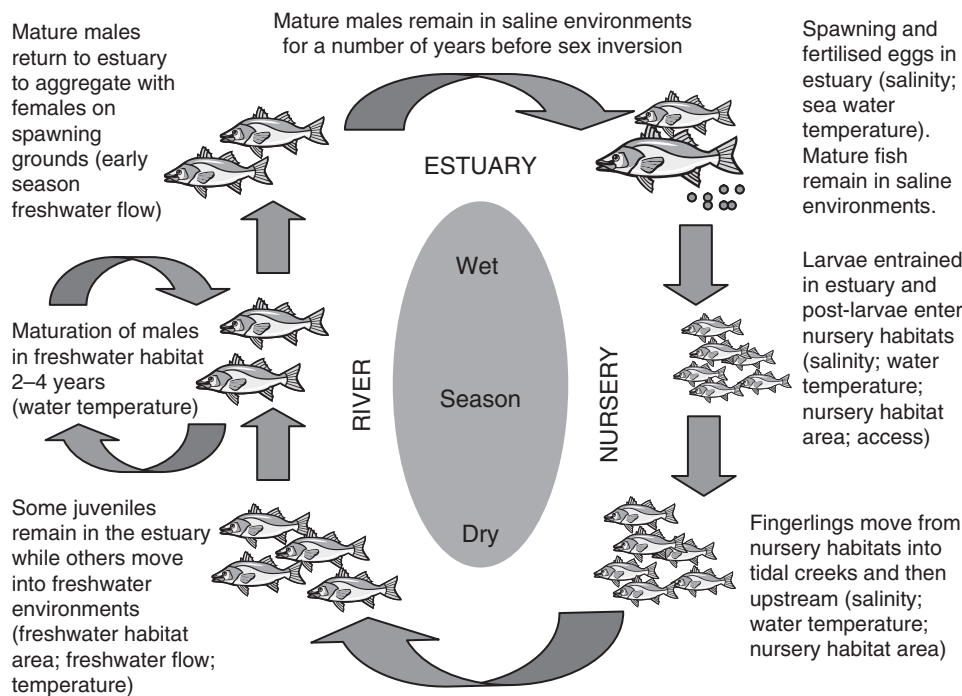 Mature males remain in saline environments
for a number of years before sex inversion
Mature males
return to estuary
to aggregate with
females on
spawning
grounds (early
season
freshwater flow)
Spawning and
fertilised eggs in
estuary (salinity;
sea water
temperature).
Mature fish
remain in saline
environments.
ESTUARY
Wet
Season
Dry
RIVER
NURSERY
Larvae entrained
in estuary and
post-larvae enter
nursery habitats
(salinity; water
temperature;
nursery habitat
area; access)
Maturation of males
in freshwater habitat
2–4 years
(water temperature)
Some juveniles
remain in the estuary
while others move
into freshwater
environments
(freshwater habitat
area; freshwater flow;
temperature)
Fingerlings move from
nursery habitats into
tidal creeks and then
upstream (salinity;
water temperature;
nursery habitat area)